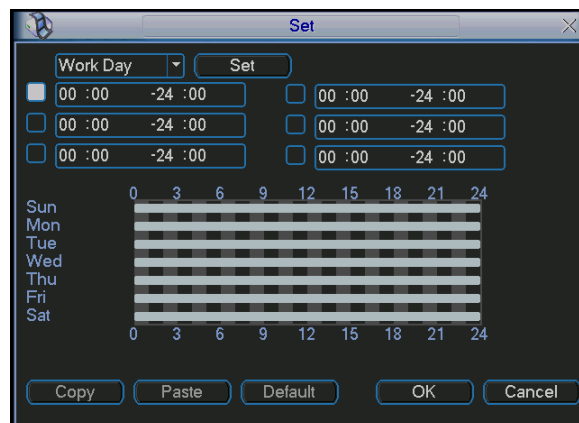 Set
Work Day Set
00 :00 -24 :00 00 :00 -24 :00
00 :00 -24 :00 00 :00 -24 :00
00 :00 -24 :00 00 :00 -24 :00
0 3 6 9 12 15 18 21 24
Sun
Mon
Tue
Wed
Thu
Fri
Sat
0 3 6 9 12 15 18 21 24
Copy Paste Default OK Cancel